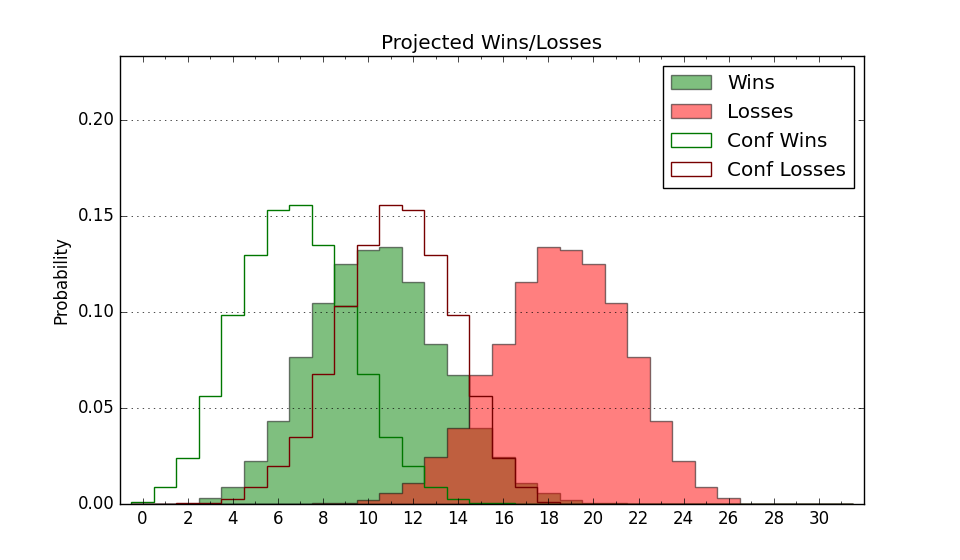 Projected Wins/Losses
Wins
Losses
Conf Wins
Conf Losses
Probability
0.20
0.15
0.10
0.05
0.00
0 2 4 6 8 10 12 14 16 18 20 22 24 26 28 30